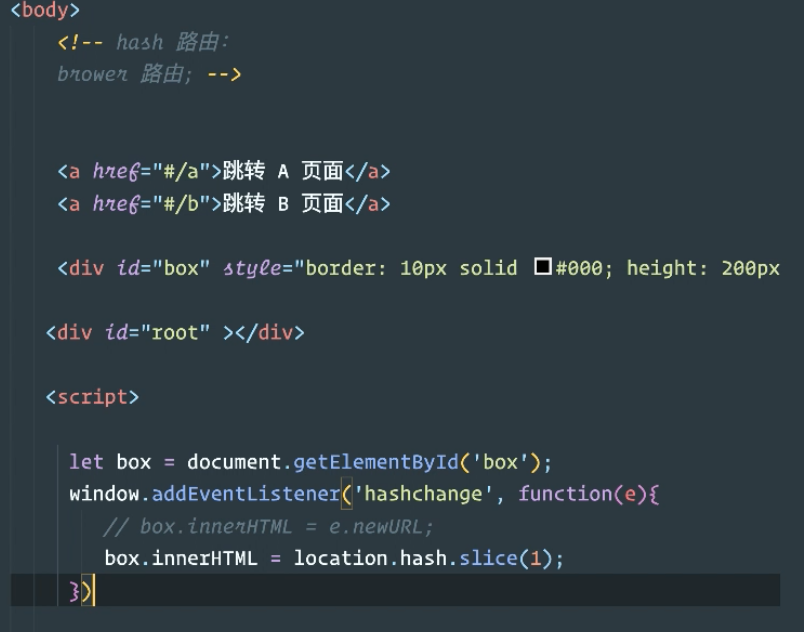 <body>
<!-- hash 路由:
brower 路由; -->
<a href="#/a">跳转 A 页面</a>
<a href="#/b">跳转 B 页面</a>
<div id="box" style="border: 10px solid #000; height: 200px
<div id="root" ></div>
<script>
let box = document.getElementById('box');
window.addEventListener('hashchange', function(e){
// box.innerHTML = e.newURL;
box.innerHTML = location.hash.slice(1);
})